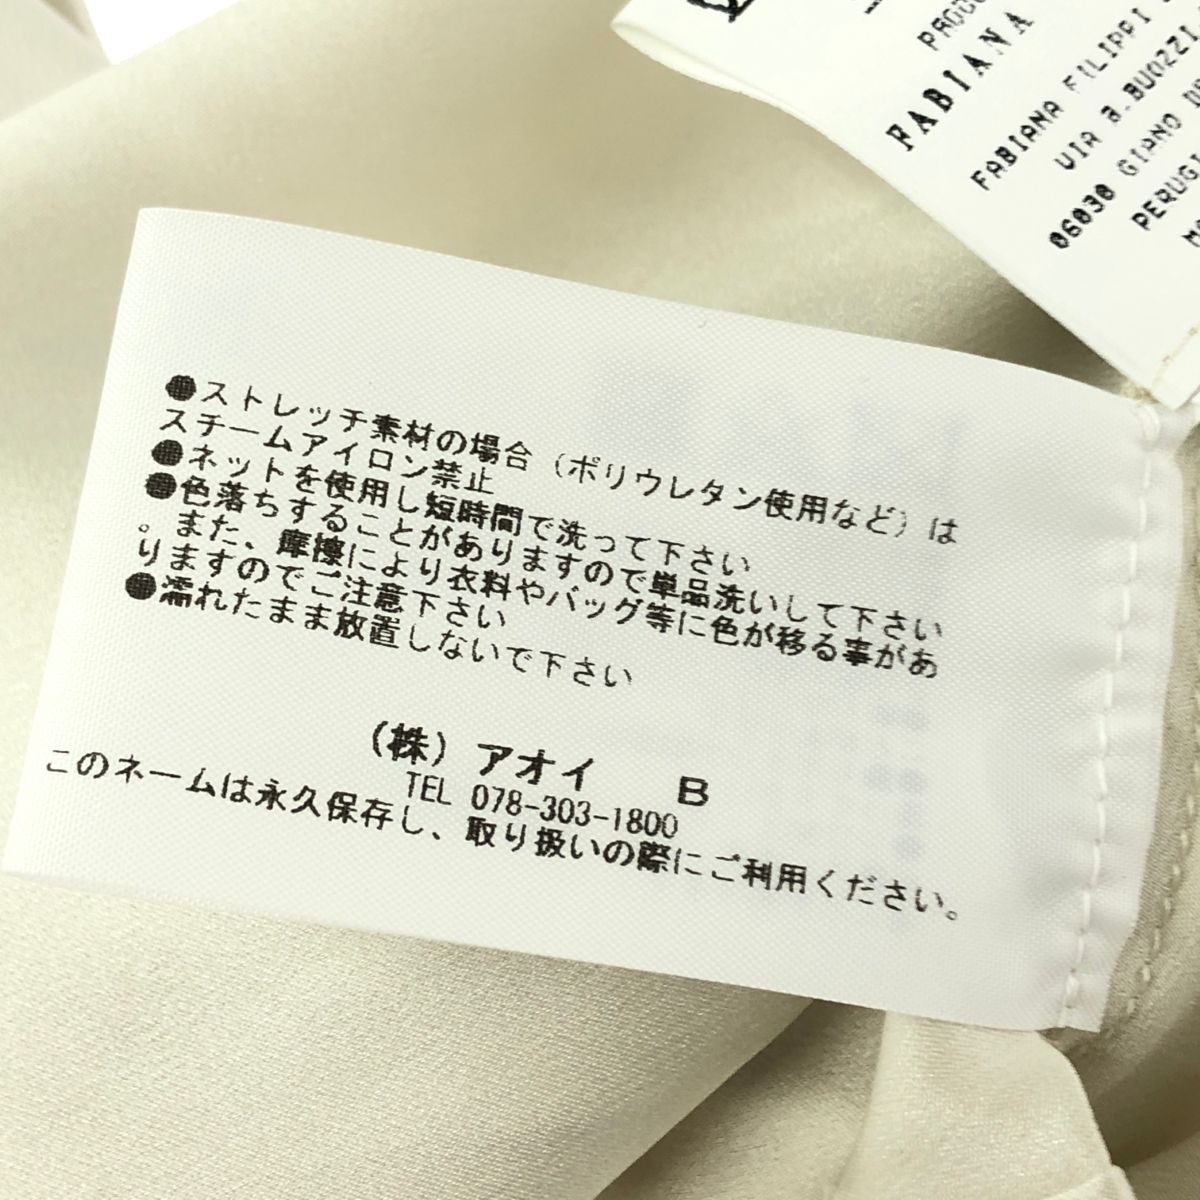 PRODU
FABIANA
FABIANA FILIPPI
VIA B. BUOZZI
06030 GIANO
PERUGI
●ストレッチ素材の場合（ポリウレタン使用など）は
スチームアイロン禁止
●ネットを使用し短時間で洗って下さい
●色落ちすることがありますので単品洗いして下さい
。また、摩擦により衣料やバッグ等に色が移る事があ
りますのでご注意下さい
●濡れたまま放置しないで下さい
（株）アオイ B
TEL 078-303-1800
このネームは永久保存し、取り扱いの際にご利用ください。